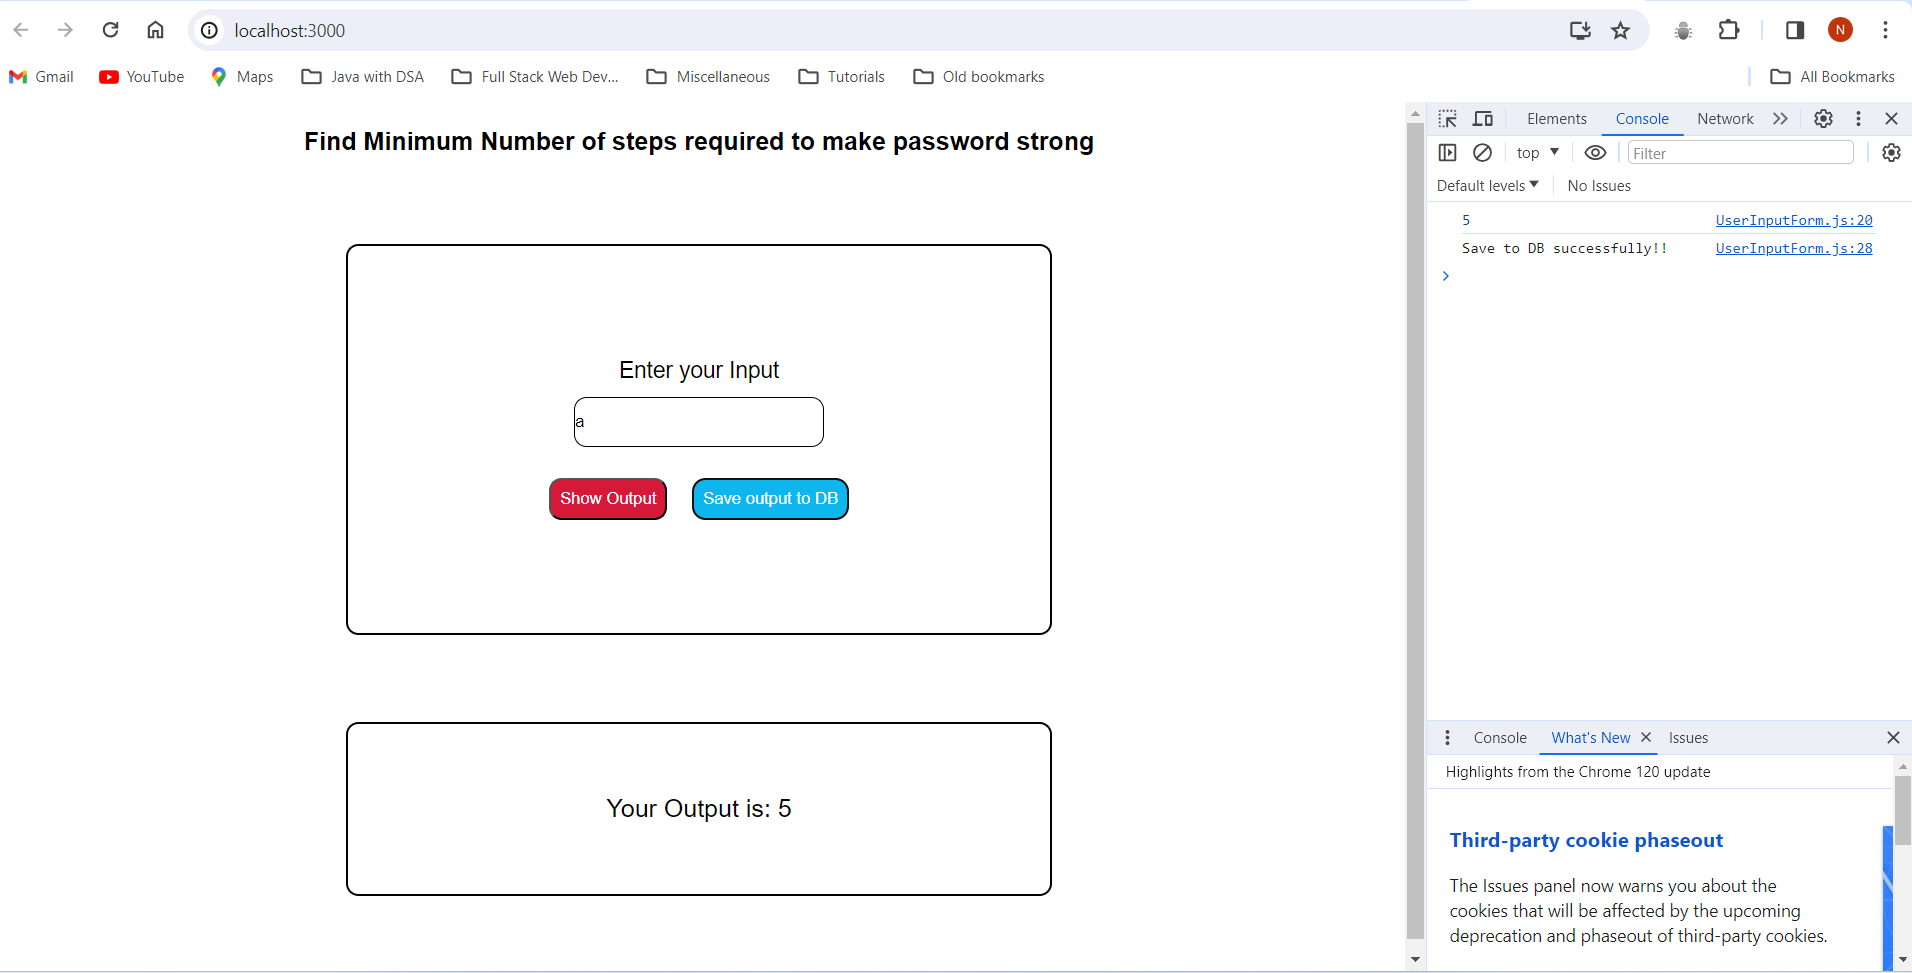 localhost:3000
N
Gmail YouTube Maps Java with DSA Full Stack Web Dev... Miscellaneous Tutorials Old bookmarks All Bookmarks
Find Minimum Number of steps required to make password strong
Enter your Input
a
Show Output Save output to DB
Your Output is: 5
Elements Console Network
top Filter
Default levels No Issues
5 UserInputForm.js:20
Save to DB successfully!! UserInputForm.js:28
Console What's New Issues
Highlights from the Chrome 120 update
Third-party cookie phaseout
The Issues panel now warns you about the
cookies that will be affected by the upcoming
deprecation and phaseout of third-party cookies.